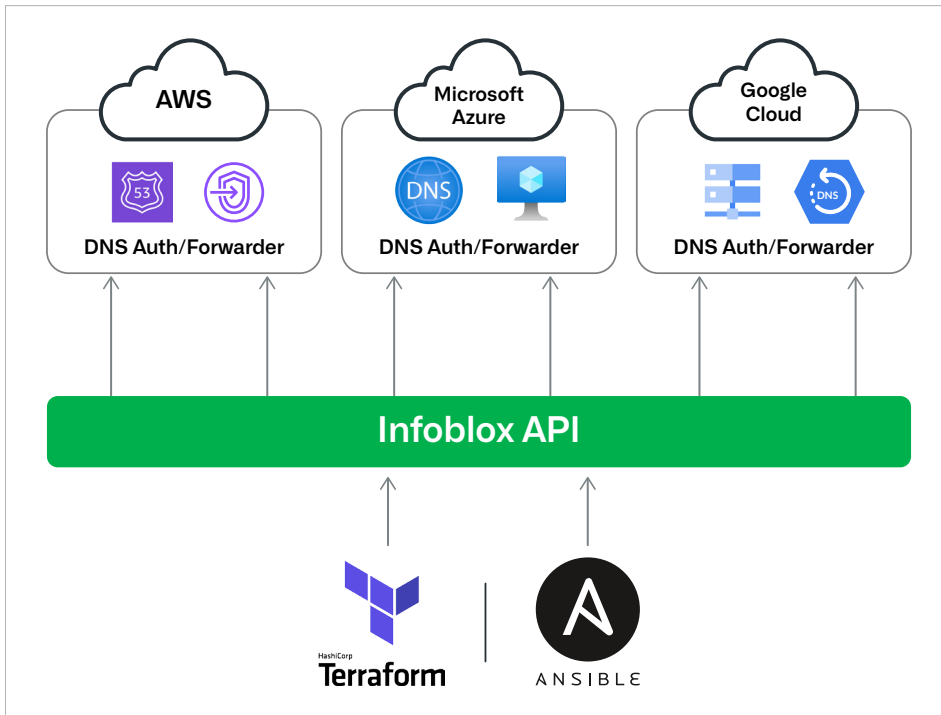 AWS
Microsoft
Azure
Google
Cloud
53
DNS
DNS
DNS Auth/Forwarder
DNS Auth/Forwarder
DNS Auth/Forwarder
Infoblox API
HashiCorp
Terraform
ANSIBLE